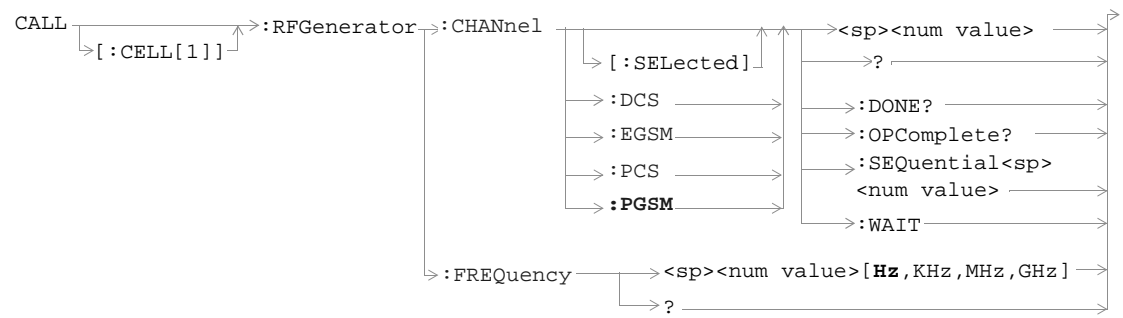 CALL :RFGenerator :CHANnel <sp><num value>
[:CELL[1]] [:SELected] ?
:DCS :DONE?
:EGSM :OPComplete?
:PCS :SEQuential<sp>
<num value>
:PGSM :WAIT
:FREQuency <sp><num value>[Hz,KHz,MHz,GHz]
?